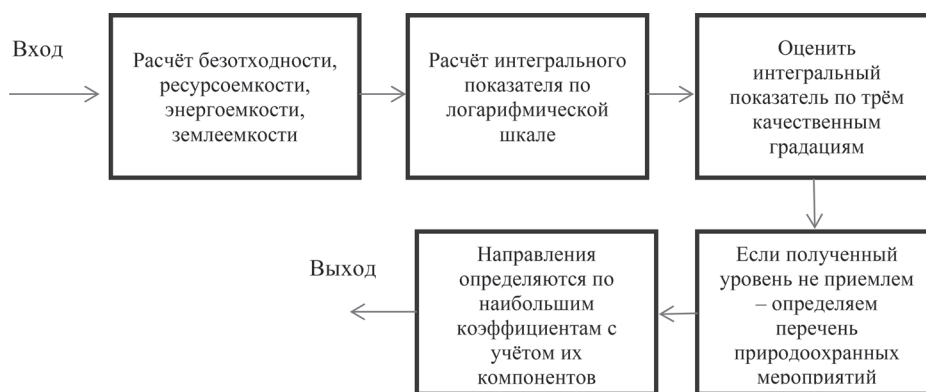 Вход
Расчёт безотходности,
ресурсоемкости,
энергоемкости,
землеемкости
Расчёт интегрального
показателя по
логарифмической
шкале
Оценить
интегральный
показатель по трём
качественным
градациям
Если полученный
уровень не приемлем
– определяем
перечень
природоохранных
мероприятий
Направления
определяются по
наибольшим
коэффициентам с
учётом их
компонентов
Выход